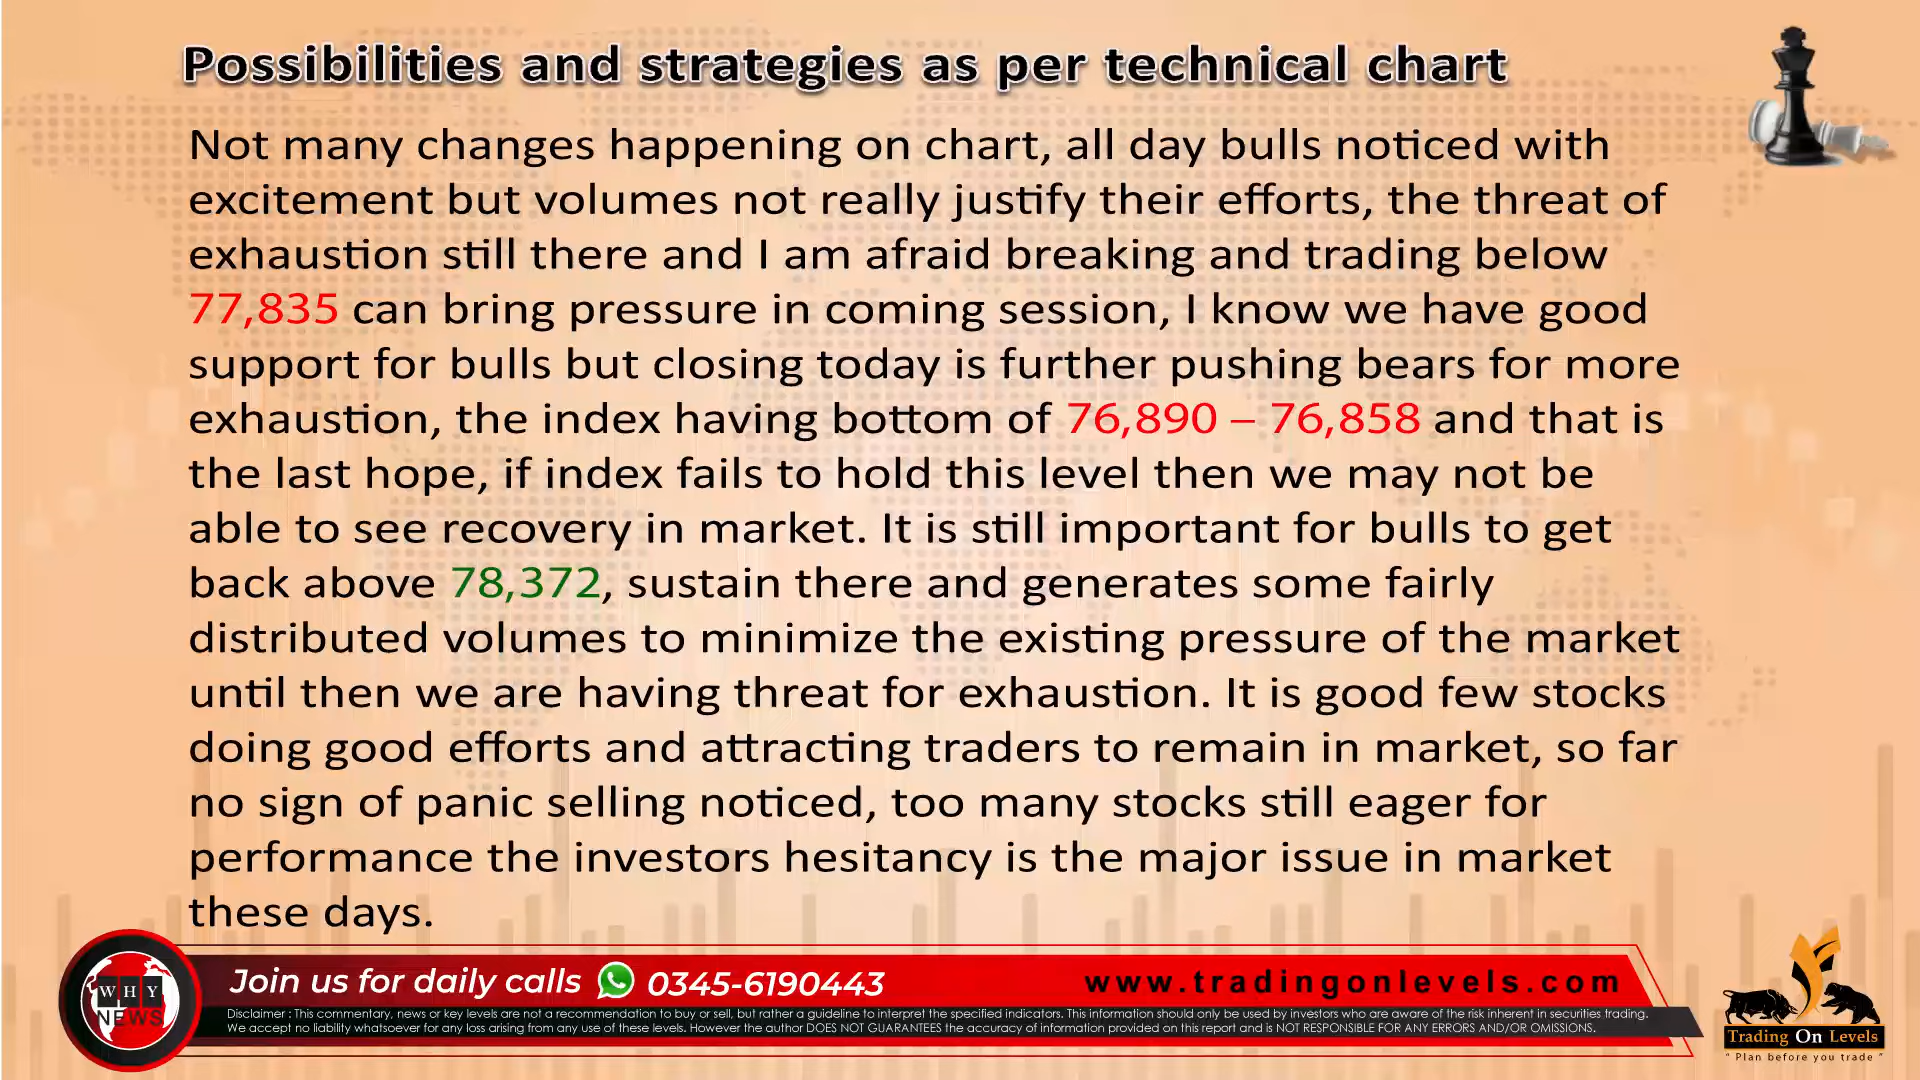 Possibilities and strategies as per technical chart
Not many changes happening on chart, all day bulls noticed with
excitement but volumes not really justify their efforts, the threat of
exhaustion still there and I am afraid breaking and trading below
77,835 can bring pressure in coming session, I know we have good
support for bulls but closing today is further pushing bears for more
exhaustion, the index having bottom of 76,890 – 76,858 and that is
the last hope, if index fails to hold this level then we may not be
able to see recovery in market. It is still important for bulls to get
back above 78,372, sustain there and generates some fairly
distributed volumes to minimize the existing pressure of the market
until then we are having threat for exhaustion. It is good few stocks
doing good efforts and attracting traders to remain in market, so far
no sign of panic selling noticed, too many stocks still eager for
performance the investors hesitancy is the major issue in market
these days.
WHY
NEWS
Join us for daily calls 0345-6190443
www.tradingonlevels.com
Disclaimer : This commentary, news or key levels are not a recommendation to buy or sell, but rather a guideline to interpret the specified indicators. This information should only be used by investors who are aware of the risk inherent in securities trading.
We accept no liability whatsoever for any loss arising from any use of these levels. However the author DOES NOT GUARANTEES the accuracy of information provided on this report and is NOT RESPONSIBLE FOR ANY ERRORS AND/OR OMISSIONS.
Trading On Levels
" Plan before you trade "